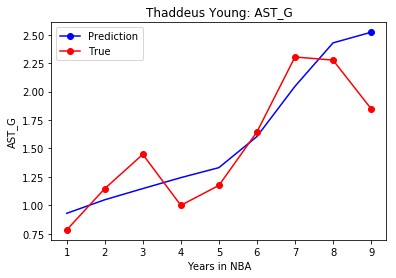 Thaddeus Young: AST_G
Prediction
True
AST_G
2.50
2.25
2.00
1.75
1.50
1.25
1.00
0.75
1 2 3 4 5 6 7 8 9
Years in NBA